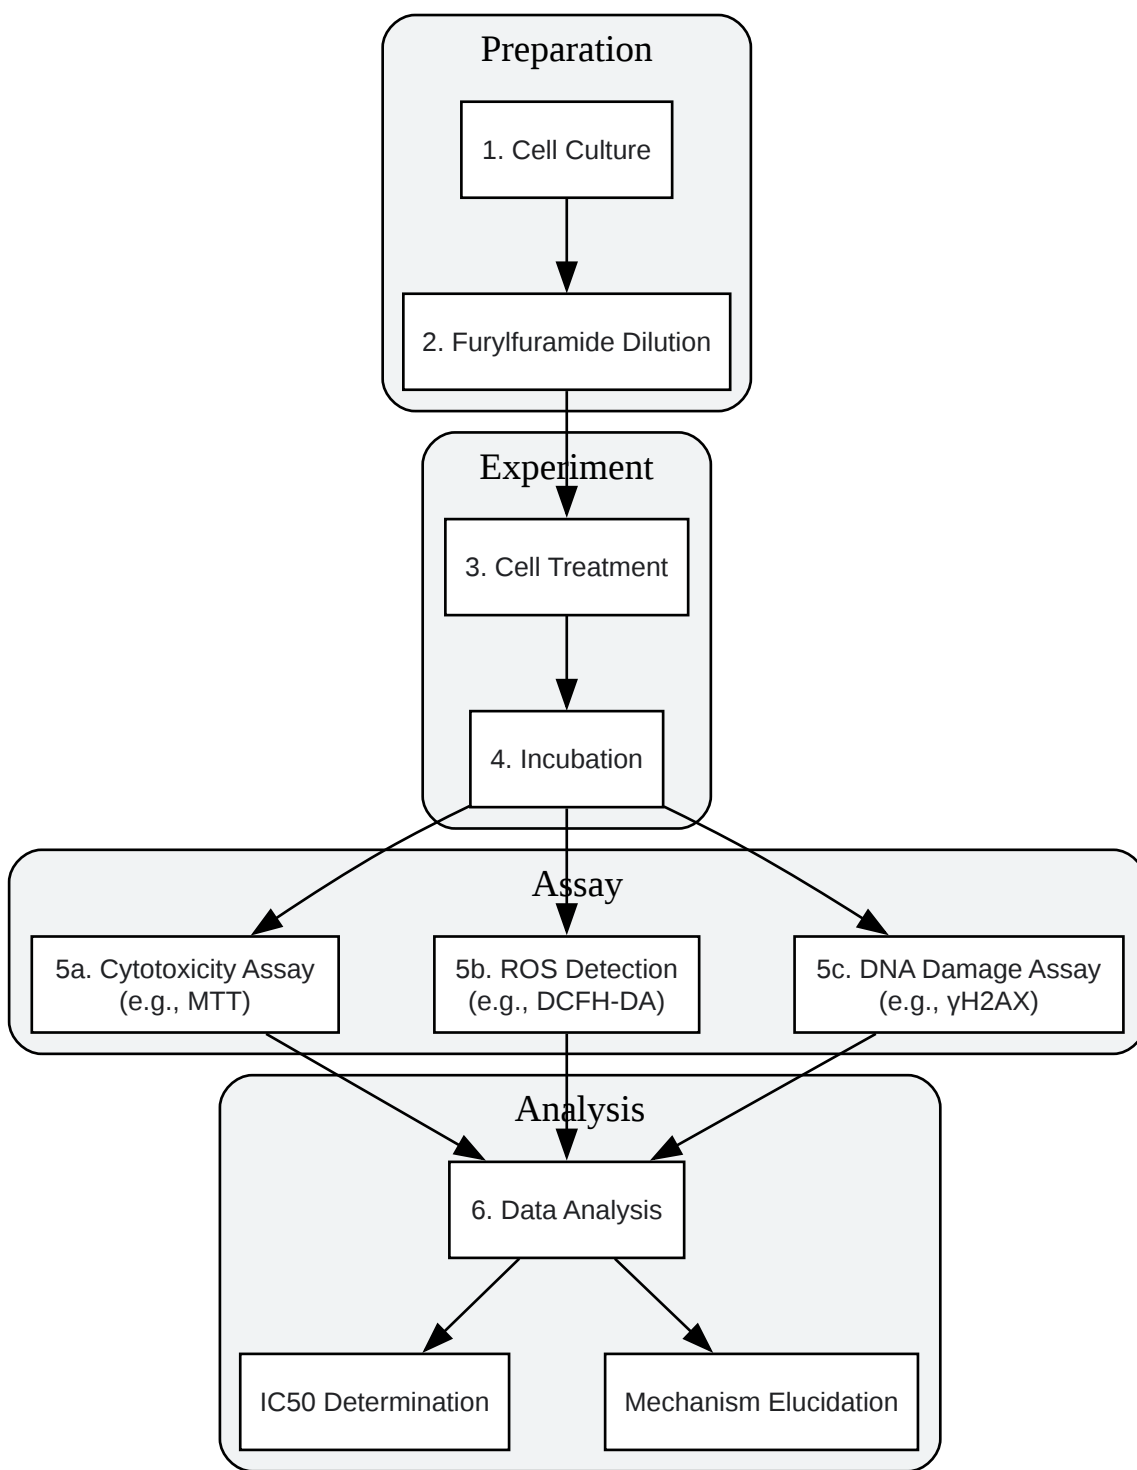 Preparation
1. Cell Culture
2. Furylfuramide Dilution
Experiment
3. Cell Treatment
4. Incubation
Assay
5a. Cytotoxicity Assay
(e.g., MTT)
5b. ROS Detection
(e.g., DCFH-DA)
5c. DNA Damage Assay
(e.g., γH2AX)
Analysis
6. Data Analysis
IC50 Determination
Mechanism Elucidation